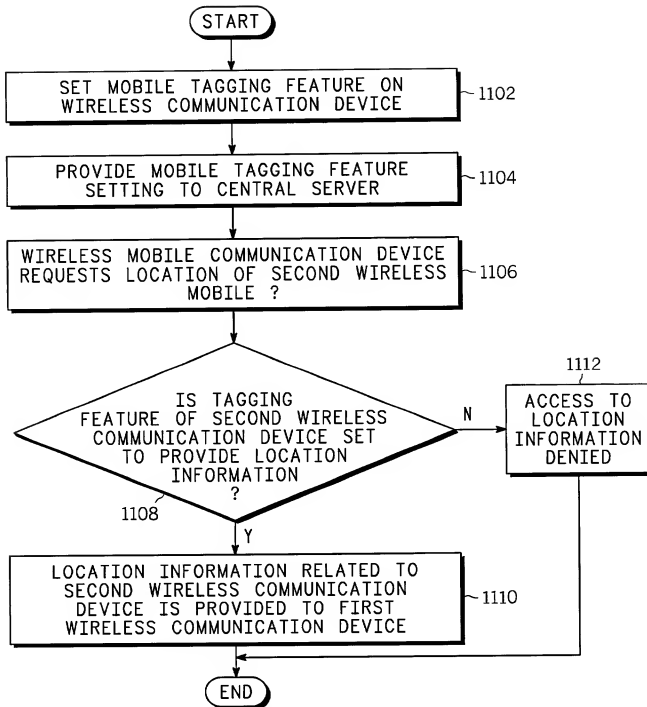 START
SET MOBILE TAGGING FEATURE ON
WIRELESS COMMUNICATION DEVICE
1102
PROVIDE MOBILE TAGGING FEATURE
SETTING TO CENTRAL SERVER
1104
WIRELESS MOBILE COMMUNICATION DEVICE
REQUESTS LOCATION OF SECOND WIRELESS
MOBILE ?
1106
IS TAGGING
FEATURE OF SECOND WIRELESS
COMMUNICATION DEVICE SET
TO PROVIDE LOCATION
INFORMATION
?
1108
N
1112
ACCESS TO
LOCATION
INFORMATION
DENIED
Y
LOCATION INFORMATION RELATED TO
SECOND WIRELESS COMMUNICATION
DEVICE IS PROVIDED TO FIRST
WIRELESS COMMUNICATION DEVICE
1110
END